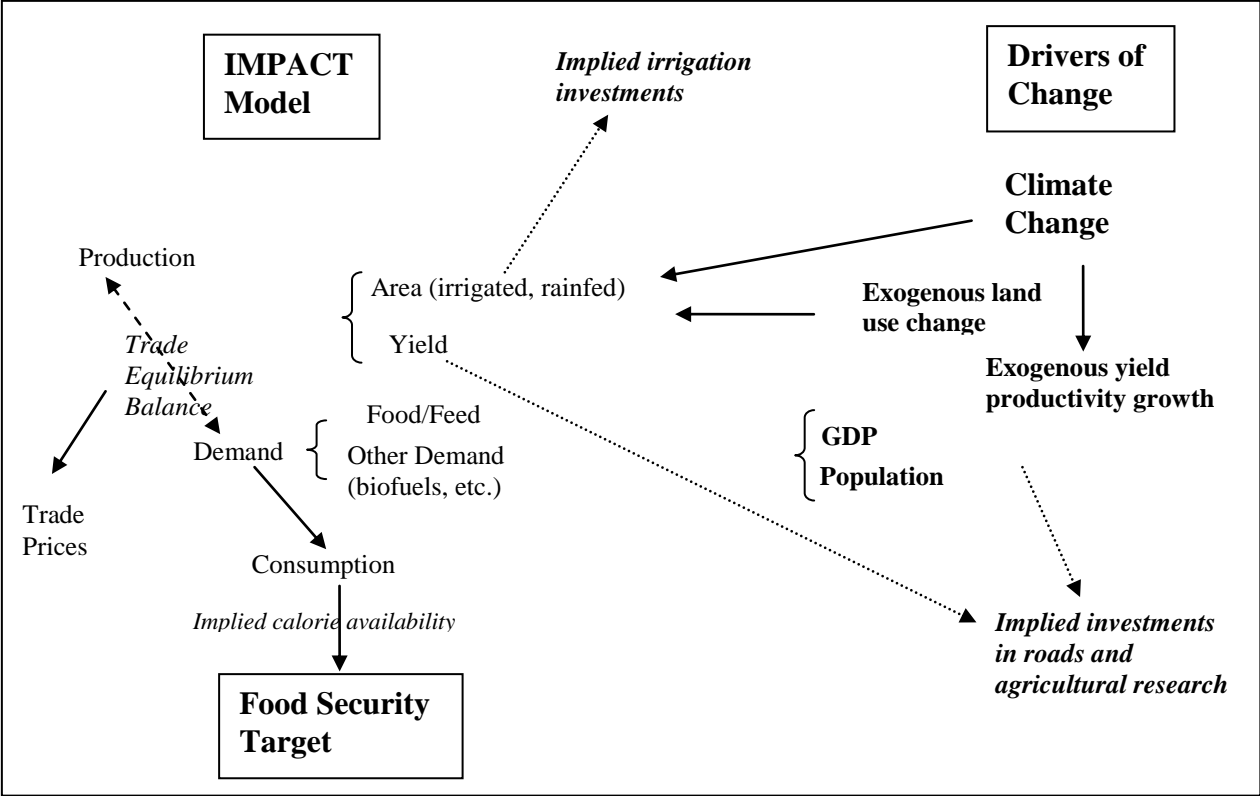 IMPACT
Model
Implied irrigation
investments
Drivers of
Change
Climate
Change
Production
Area (irrigated, rainfed)
Yield
Exogenous land
use change
Trade
Equilibrium
Balance
Exogenous yield
productivity growth
Food/Feed
Demand
Other Demand
(biofuels, etc.)
GDP
Population
Trade
Prices
Consumption
Implied calorie availability
Implied investments
in roads and
agricultural research
Food Security
Target